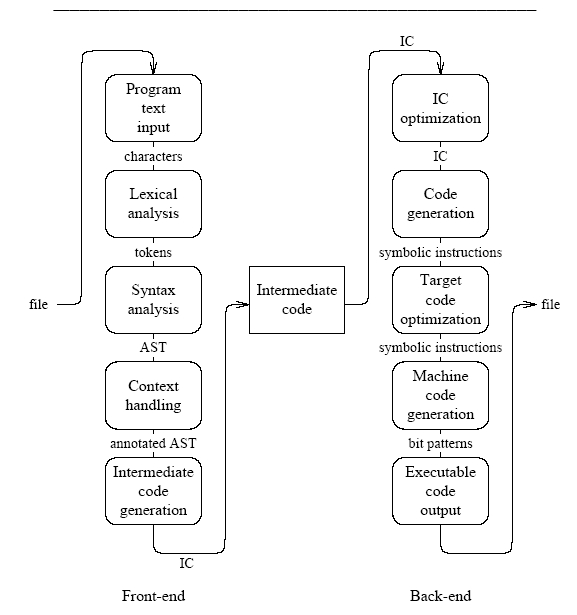 file
Program
text
input
characters
Lexical
analysis
tokens
Syntax
analysis
AST
Context
handling
annotated AST
Intermediate
code
generation
IC
Front-end
Intermediate
code
IC
IC
optimization
IC
Code
generation
symbolic instructions
Target
code
optimization
symbolic instructions
Machine
code
generation
bit patterns
Executable
code
output
file
Back-end